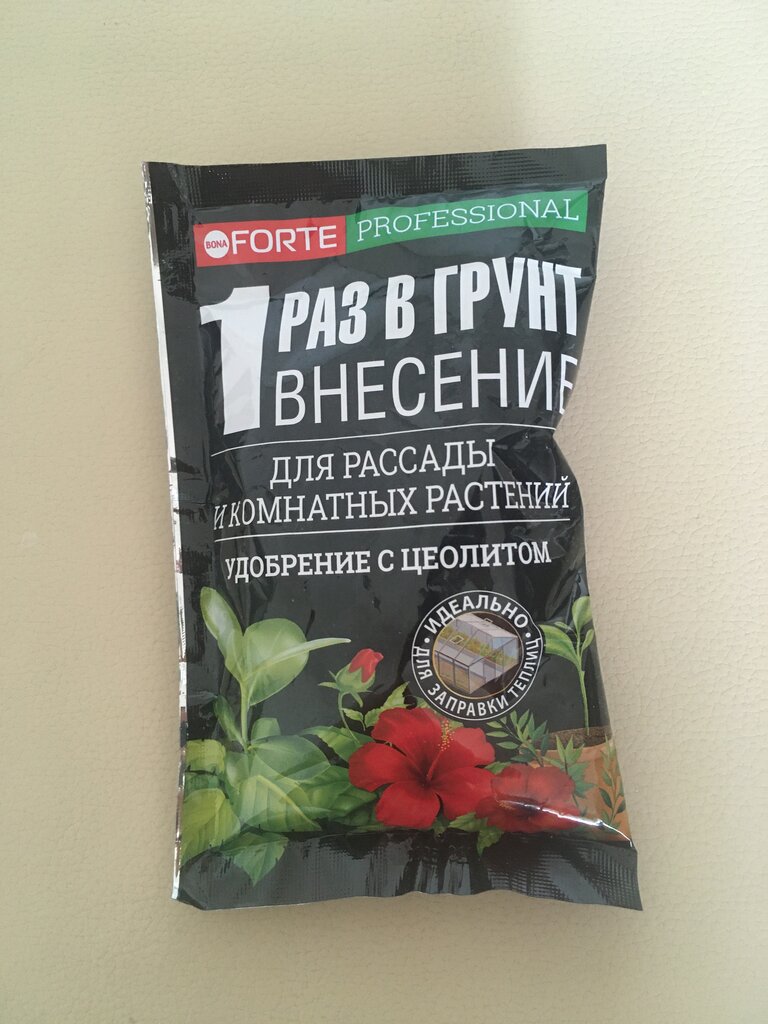 BONA FORTE PROFESSIONAL
1 РАЗ В ГРУНТ
ВНЕСЕНИЕ
ДЛЯ РАССАДЫ
И КОМНАТНЫХ РАСТЕНИЙ
УДОБРЕНИЕ С ЦЕОЛИТОМ
• ИДЕАЛЬНО •
ДЛЯ ЗАПРАВКИ ТЕПЛИЦ